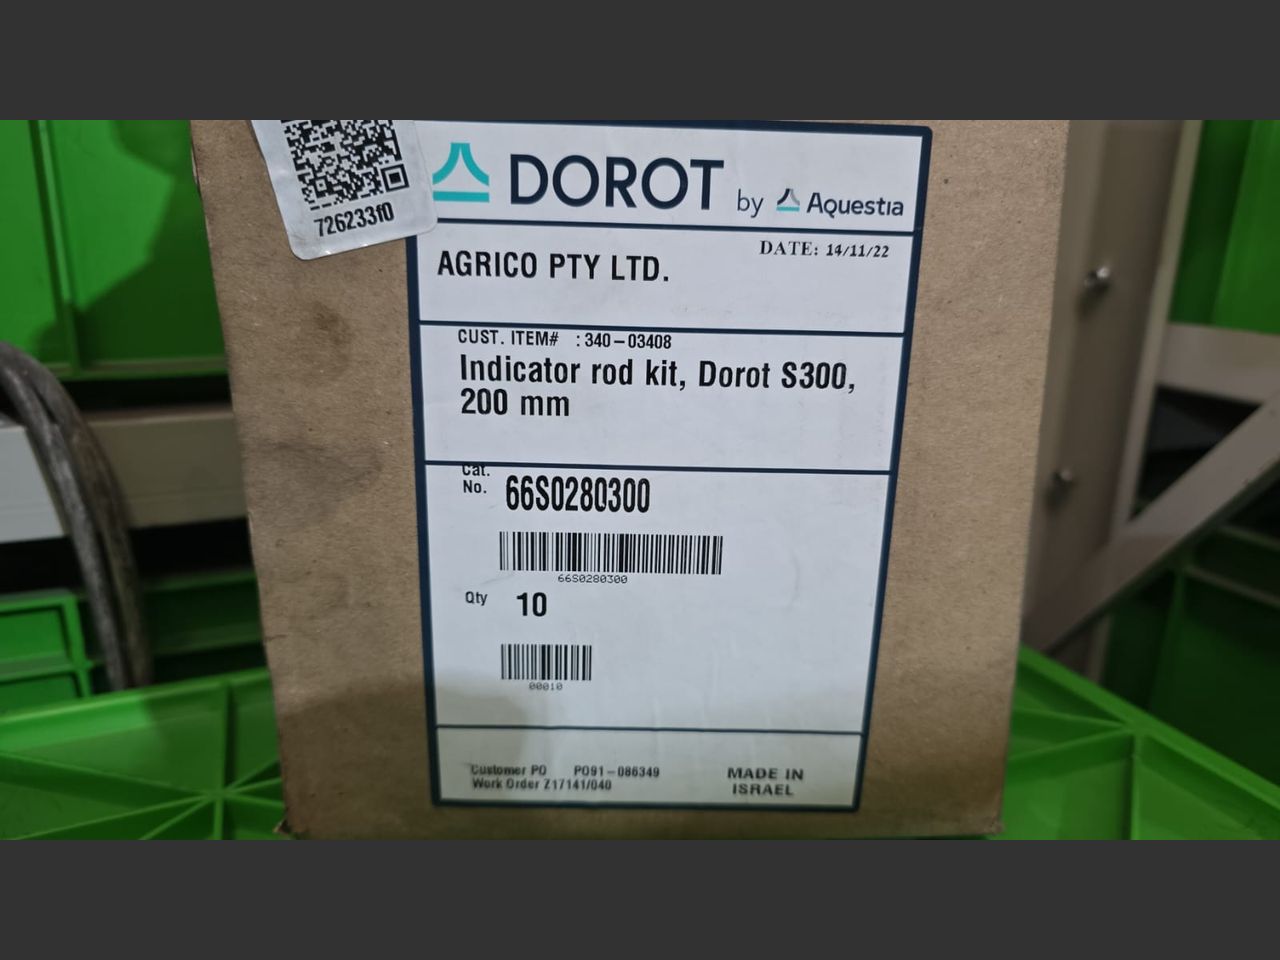 726233f0
DOROT by Aquestia
DATE: 14/11/22
AGRICO PTY LTD.
CUST. ITEM# : 340-03408
Indicator rod kit, Dorot S300,
200 mm
Cat.
No. 66S0280300
66S0280300
Qty 10
00010
Customer PO PO91-086349
Work Order Z17141/040
MADE IN
ISRAEL